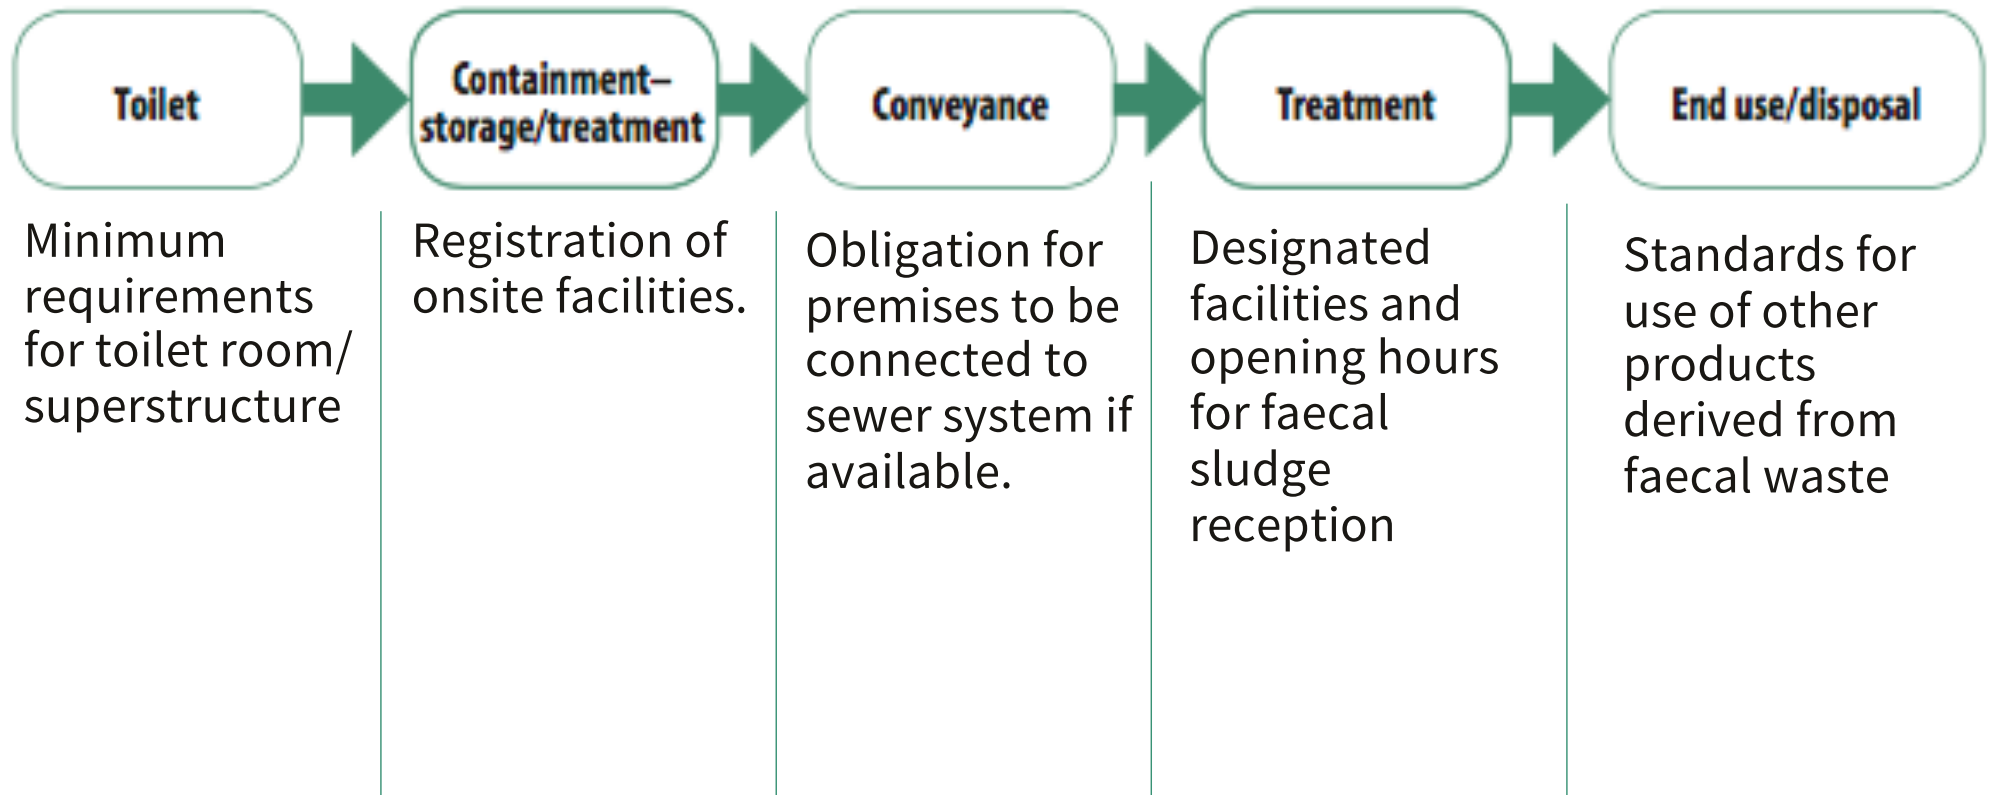 Toilet
Containment–
storage/treatment
Conveyance
Treatment
End use/disposal
Minimum
requirements
for toilet room/
superstructure
Registration of
onsite facilities.
Obligation for
premises to be
connected to
sewer system if
available.
Designated
facilities and
opening hours
for faecal
sludge
reception
Standards for
use of other
products
derived from
faecal waste